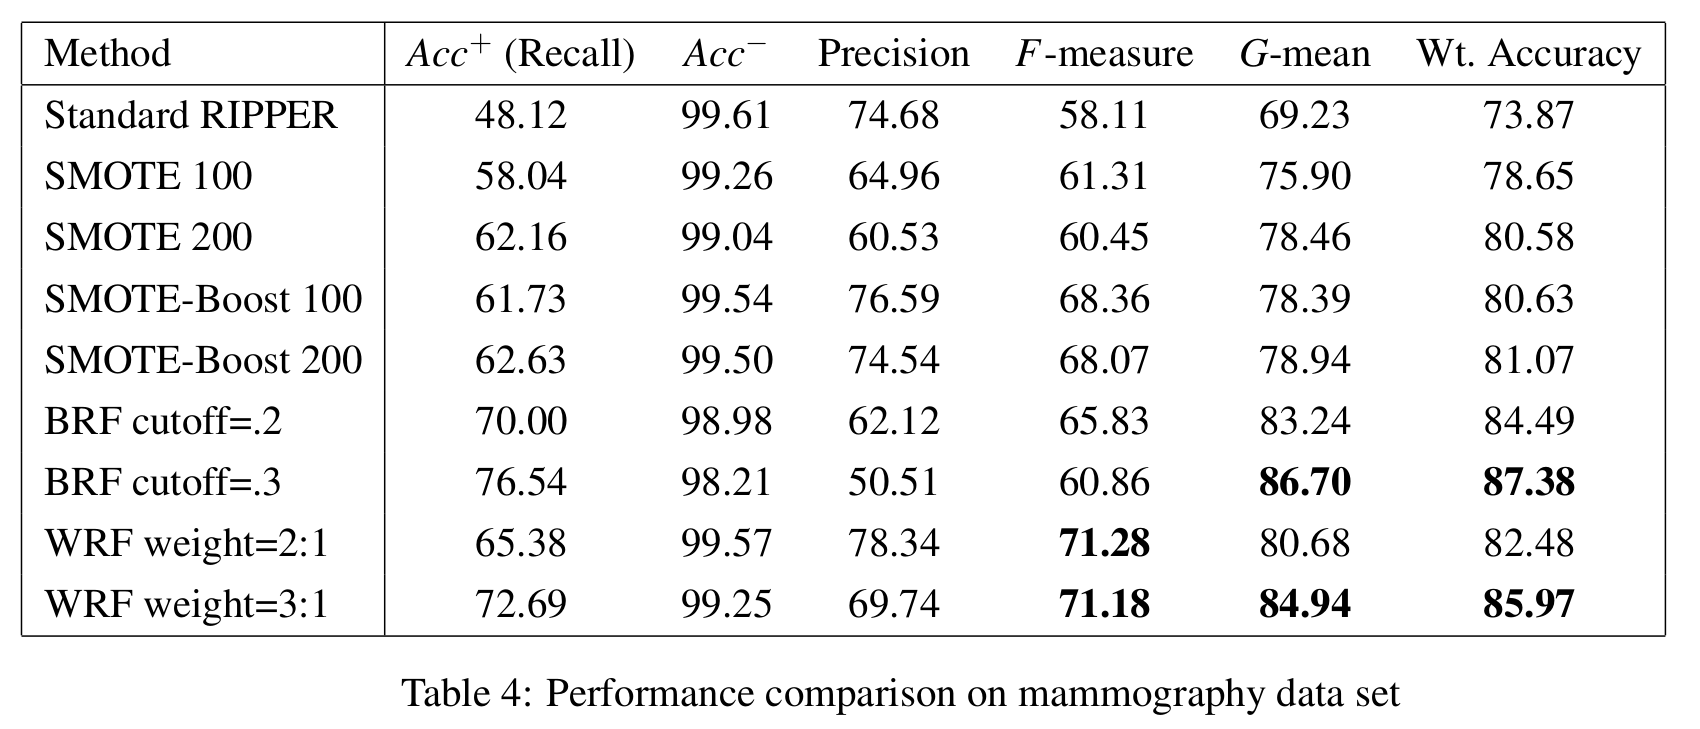 Method Acc+ (Recall) Acc− Precision F-measure G-mean Wt. Accuracy
Standard RIPPER 48.12 99.61 74.68 58.11 69.23 73.87
SMOTE 100 58.04 99.26 64.96 61.31 75.90 78.65
SMOTE 200 62.16 99.04 60.53 60.45 78.46 80.58
SMOTE-Boost 100 61.73 99.54 76.59 68.36 78.39 80.63
SMOTE-Boost 200 62.63 99.50 74.54 68.07 78.94 81.07
BRF cutoff=.2 70.00 98.98 62.12 65.83 83.24 84.49
BRF cutoff=.3 76.54 98.21 50.51 60.86 86.70 87.38
WRF weight=2:1 65.38 99.57 78.34 71.28 80.68 82.48
WRF weight=3:1 72.69 99.25 69.74 71.18 84.94 85.97
Table 4: Performance comparison on mammography data set